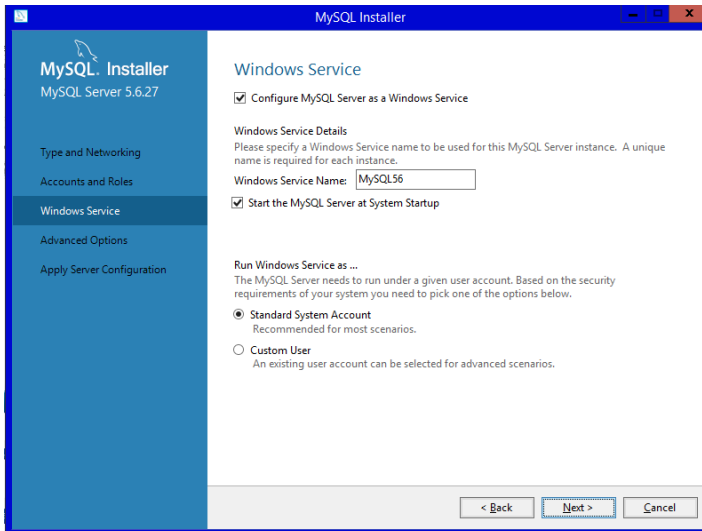 MySQL Installer
X
MySQL. Installer
MySQL Server 5.6.27
Type and Networking
Accounts and Roles
Windows Service
Advanced Options
Apply Server Configuration
Windows Service
Configure MySQL Server as a Windows Service
Windows Service Details
Please specify a Windows Service name to be used for this MySQL Server instance. A unique
name is required for each instance.
Windows Service Name: MySQL56
Start the MySQL Server at System Startup
Run Windows Service as ...
The MySQL Server needs to run under a given user account. Based on the security
requirements of your system you need to pick one of the options below.
Standard System Account
Recommended for most scenarios.
Custom User
An existing user account can be selected for advanced scenarios.
< Back Next > Cancel